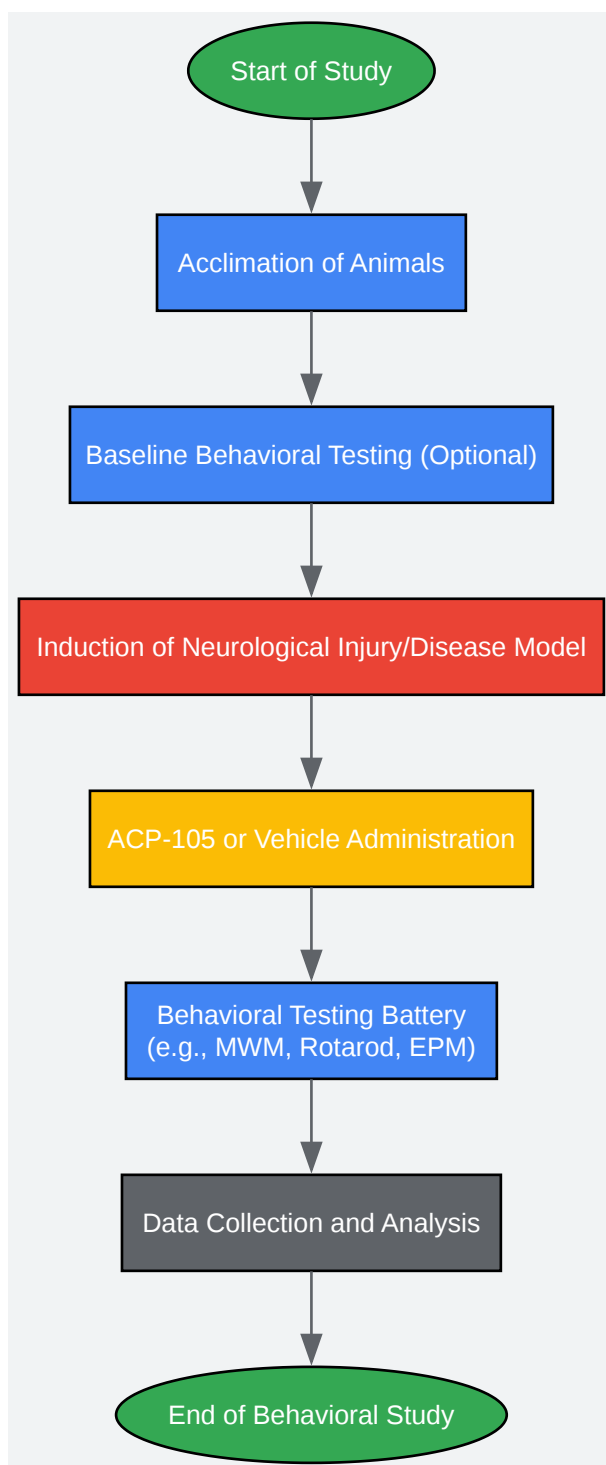 Start of Study
Acclimation of Animals
Baseline Behavioral Testing (Optional)
Induction of Neurological Injury/Disease Model
ACP-105 or Vehicle Administration
Behavioral Testing Battery
(e.g., MWM, Rotarod, EPM)
Data Collection and Analysis
End of Behavioral Study